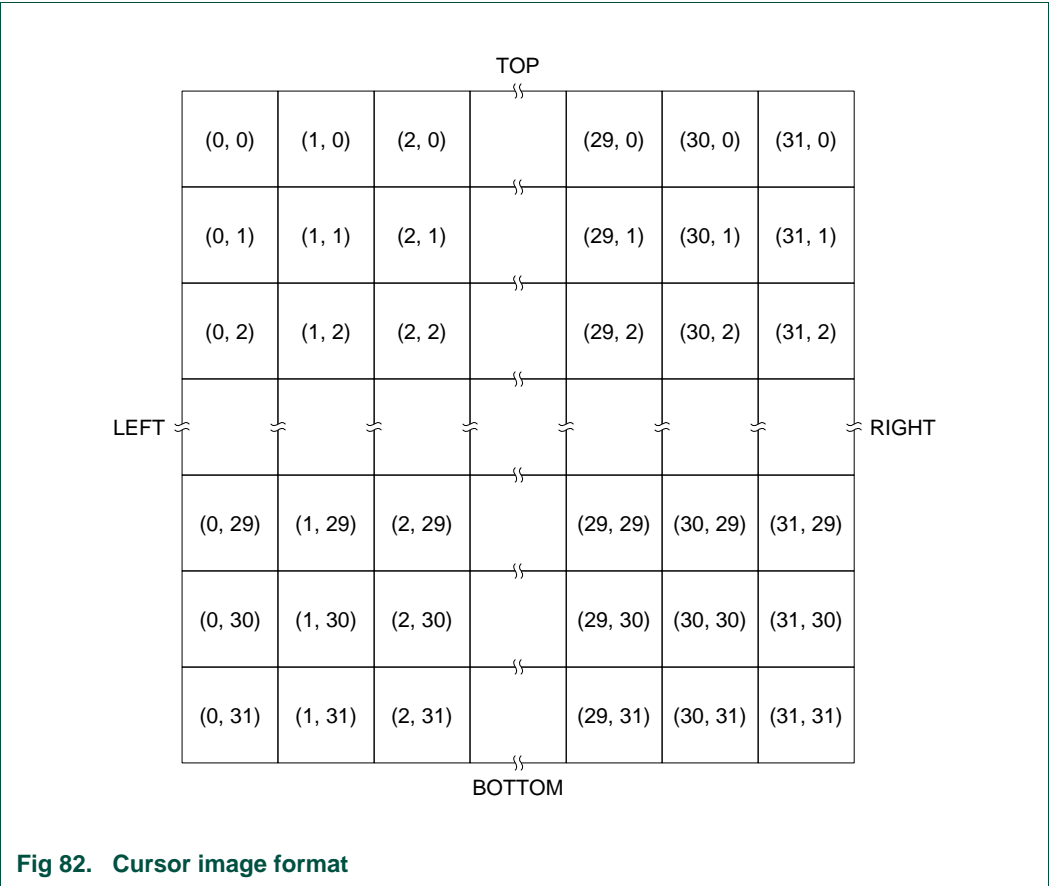 TOP
(0, 0) (1, 0) (2, 0) (29, 0) (30, 0) (31, 0)
(0, 1) (1, 1) (2, 1) (29, 1) (30, 1) (31, 1)
(0, 2) (1, 2) (2, 2) (29, 2) (30, 2) (31, 2)
LEFT RIGHT
(0, 29) (1, 29) (2, 29) (29, 29) (30, 29) (31, 29)
(0, 30) (1, 30) (2, 30) (29, 30) (30, 30) (31, 30)
(0, 31) (1, 31) (2, 31) (29, 31) (30, 31) (31, 31)
BOTTOM
Fig 82. Cursor image format